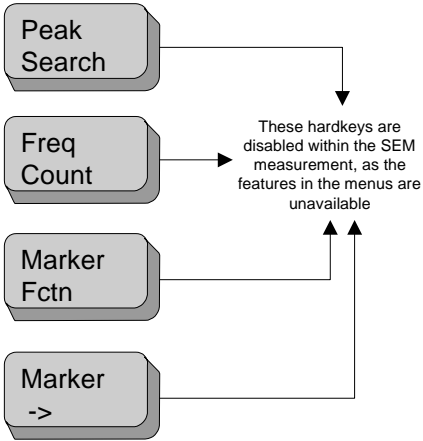 Peak
Search
Freq
Count
Marker
Fctn
Marker
->
These hardkeys are
disabled within the SEM
measurement, as the
features in the menus are
unavailable